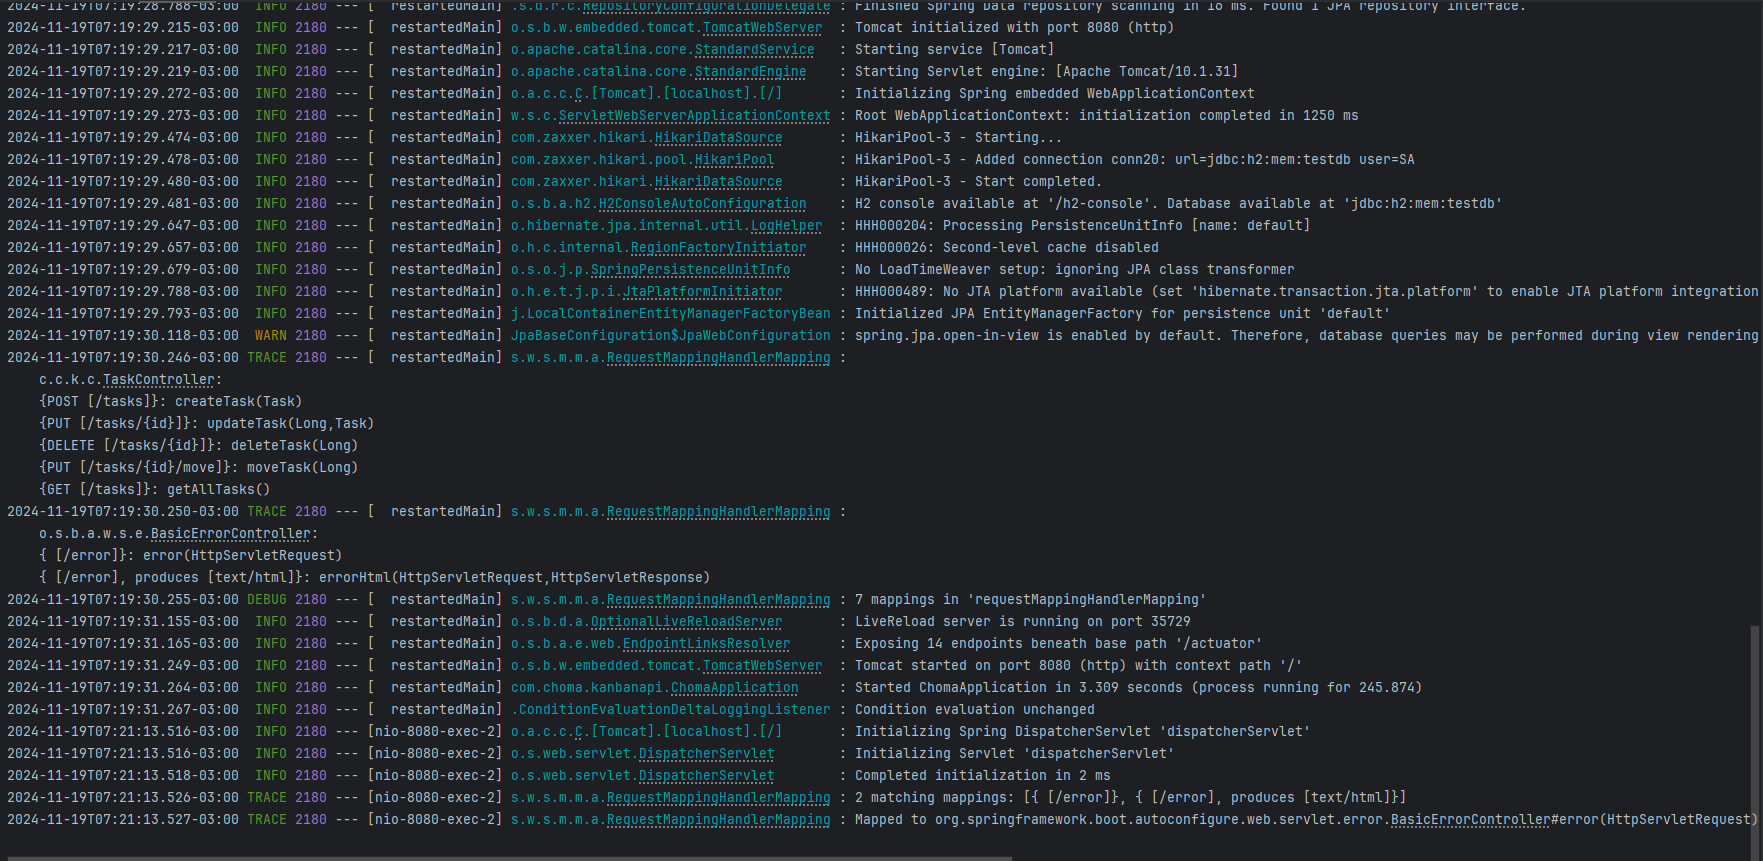 2024-11-19T07:19:28.788-03:00  INFO 2180 --- [  restartedMain] .s.d.r.c.RepositoryConfigurationDelegate : Finished Spring Data repository scanning in 18 ms. Found 1 JPA repository interface.
2024-11-19T07:19:29.215-03:00  INFO 2180 --- [  restartedMain] o.s.b.w.embedded.tomcat.TomcatWebServer  : Tomcat initialized with port 8080 (http)
2024-11-19T07:19:29.217-03:00  INFO 2180 --- [  restartedMain] o.apache.catalina.core.StandardService   : Starting service [Tomcat]
2024-11-19T07:19:29.219-03:00  INFO 2180 --- [  restartedMain] o.apache.catalina.core.StandardEngine    : Starting Servlet engine: [Apache Tomcat/10.1.31]
2024-11-19T07:19:29.272-03:00  INFO 2180 --- [  restartedMain] o.a.c.c.C.[Tomcat].[localhost].[/]       : Initializing Spring embedded WebApplicationContext
2024-11-19T07:19:29.273-03:00  INFO 2180 --- [  restartedMain] w.s.c.ServletWebServerApplicationContext : Root WebApplicationContext: initialization completed in 1250 ms
2024-11-19T07:19:29.474-03:00  INFO 2180 --- [  restartedMain] com.zaxxer.hikari.HikariDataSource       : HikariPool-3 - Starting...
2024-11-19T07:19:29.478-03:00  INFO 2180 --- [  restartedMain] com.zaxxer.hikari.pool.HikariPool        : HikariPool-3 - Added connection conn20: url=jdbc:h2:mem:testdb user=SA
2024-11-19T07:19:29.480-03:00  INFO 2180 --- [  restartedMain] com.zaxxer.hikari.HikariDataSource       : HikariPool-3 - Start completed.
2024-11-19T07:19:29.481-03:00  INFO 2180 --- [  restartedMain] o.s.b.a.h2.H2ConsoleAutoConfiguration    : H2 console available at '/h2-console'. Database available at 'jdbc:h2:mem:testdb'
2024-11-19T07:19:29.647-03:00  INFO 2180 --- [  restartedMain] o.hibernate.jpa.internal.util.LogHelper  : HHH000204: Processing PersistenceUnitInfo [name: default]
2024-11-19T07:19:29.657-03:00  INFO 2180 --- [  restartedMain] o.h.c.internal.RegionFactoryInitiator    : HHH000026: Second-level cache disabled
2024-11-19T07:19:29.679-03:00  INFO 2180 --- [  restartedMain] o.s.o.j.p.SpringPersistenceUnitInfo      : No LoadTimeWeaver setup: ignoring JPA class transformer
2024-11-19T07:19:29.788-03:00  INFO 2180 --- [  restartedMain] o.h.e.t.j.p.i.JtaPlatformInitiator       : HHH000489: No JTA platform available (set 'hibernate.transaction.jta.platform' to enable JTA platform integration
2024-11-19T07:19:29.793-03:00  INFO 2180 --- [  restartedMain] j.LocalContainerEntityManagerFactoryBean : Initialized JPA EntityManagerFactory for persistence unit 'default'
2024-11-19T07:19:30.118-03:00  WARN 2180 --- [  restartedMain] JpaBaseConfiguration$JpaWebConfiguration : spring.jpa.open-in-view is enabled by default. Therefore, database queries may be performed during view rendering.
2024-11-19T07:19:30.246-03:00 TRACE 2180 --- [  restartedMain] s.w.s.m.m.a.RequestMappingHandlerMapping :
    c.c.k.c.TaskController:
    {POST [/tasks]}: createTask(Task)
    {PUT [/tasks/{id}]}: updateTask(Long,Task)
    {DELETE [/tasks/{id}]}: deleteTask(Long)
    {PUT [/tasks/{id}/move]}: moveTask(Long)
    {GET [/tasks]}: getAllTasks()
2024-11-19T07:19:30.250-03:00 TRACE 2180 --- [  restartedMain] s.w.s.m.m.a.RequestMappingHandlerMapping :
    o.s.b.a.w.s.e.BasicErrorController:
    { [/error]}: error(HttpServletRequest)
    { [/error], produces [text/html]}: errorHtml(HttpServletRequest,HttpServletResponse)
2024-11-19T07:19:30.255-03:00 DEBUG 2180 --- [  restartedMain] s.w.s.m.m.a.RequestMappingHandlerMapping : 7 mappings in 'requestMappingHandlerMapping'
2024-11-19T07:19:31.155-03:00  INFO 2180 --- [  restartedMain] o.s.b.d.a.OptionalLiveReloadServer       : LiveReload server is running on port 35729
2024-11-19T07:19:31.165-03:00  INFO 2180 --- [  restartedMain] o.s.b.a.e.web.EndpointLinksResolver      : Exposing 14 endpoints beneath base path '/actuator'
2024-11-19T07:19:31.249-03:00  INFO 2180 --- [  restartedMain] o.s.b.w.embedded.tomcat.TomcatWebServer  : Tomcat started on port 8080 (http) with context path '/'
2024-11-19T07:19:31.264-03:00  INFO 2180 --- [  restartedMain] com.choma.kanbanapi.ChomaApplication     : Started ChomaApplication in 3.309 seconds (process running for 245.874)
2024-11-19T07:19:31.267-03:00  INFO 2180 --- [  restartedMain] .ConditionEvaluationDeltaLoggingListener : Condition evaluation unchanged
2024-11-19T07:21:13.516-03:00  INFO 2180 --- [nio-8080-exec-2] o.a.c.c.C.[Tomcat].[localhost].[/]       : Initializing Spring DispatcherServlet 'dispatcherServlet'
2024-11-19T07:21:13.516-03:00  INFO 2180 --- [nio-8080-exec-2] o.s.web.servlet.DispatcherServlet        : Initializing Servlet 'dispatcherServlet'
2024-11-19T07:21:13.518-03:00  INFO 2180 --- [nio-8080-exec-2] o.s.web.servlet.DispatcherServlet        : Completed initialization in 2 ms
2024-11-19T07:21:13.526-03:00 TRACE 2180 --- [nio-8080-exec-2] s.w.s.m.m.a.RequestMappingHandlerMapping : 2 matching mappings: [{ [/error]}, { [/error], produces [text/html]}]
2024-11-19T07:21:13.527-03:00 TRACE 2180 --- [nio-8080-exec-2] s.w.s.m.m.a.RequestMappingHandlerMapping : Mapped to org.springframework.boot.autoconfigure.web.servlet.error.BasicErrorController#error(HttpServletRequest)